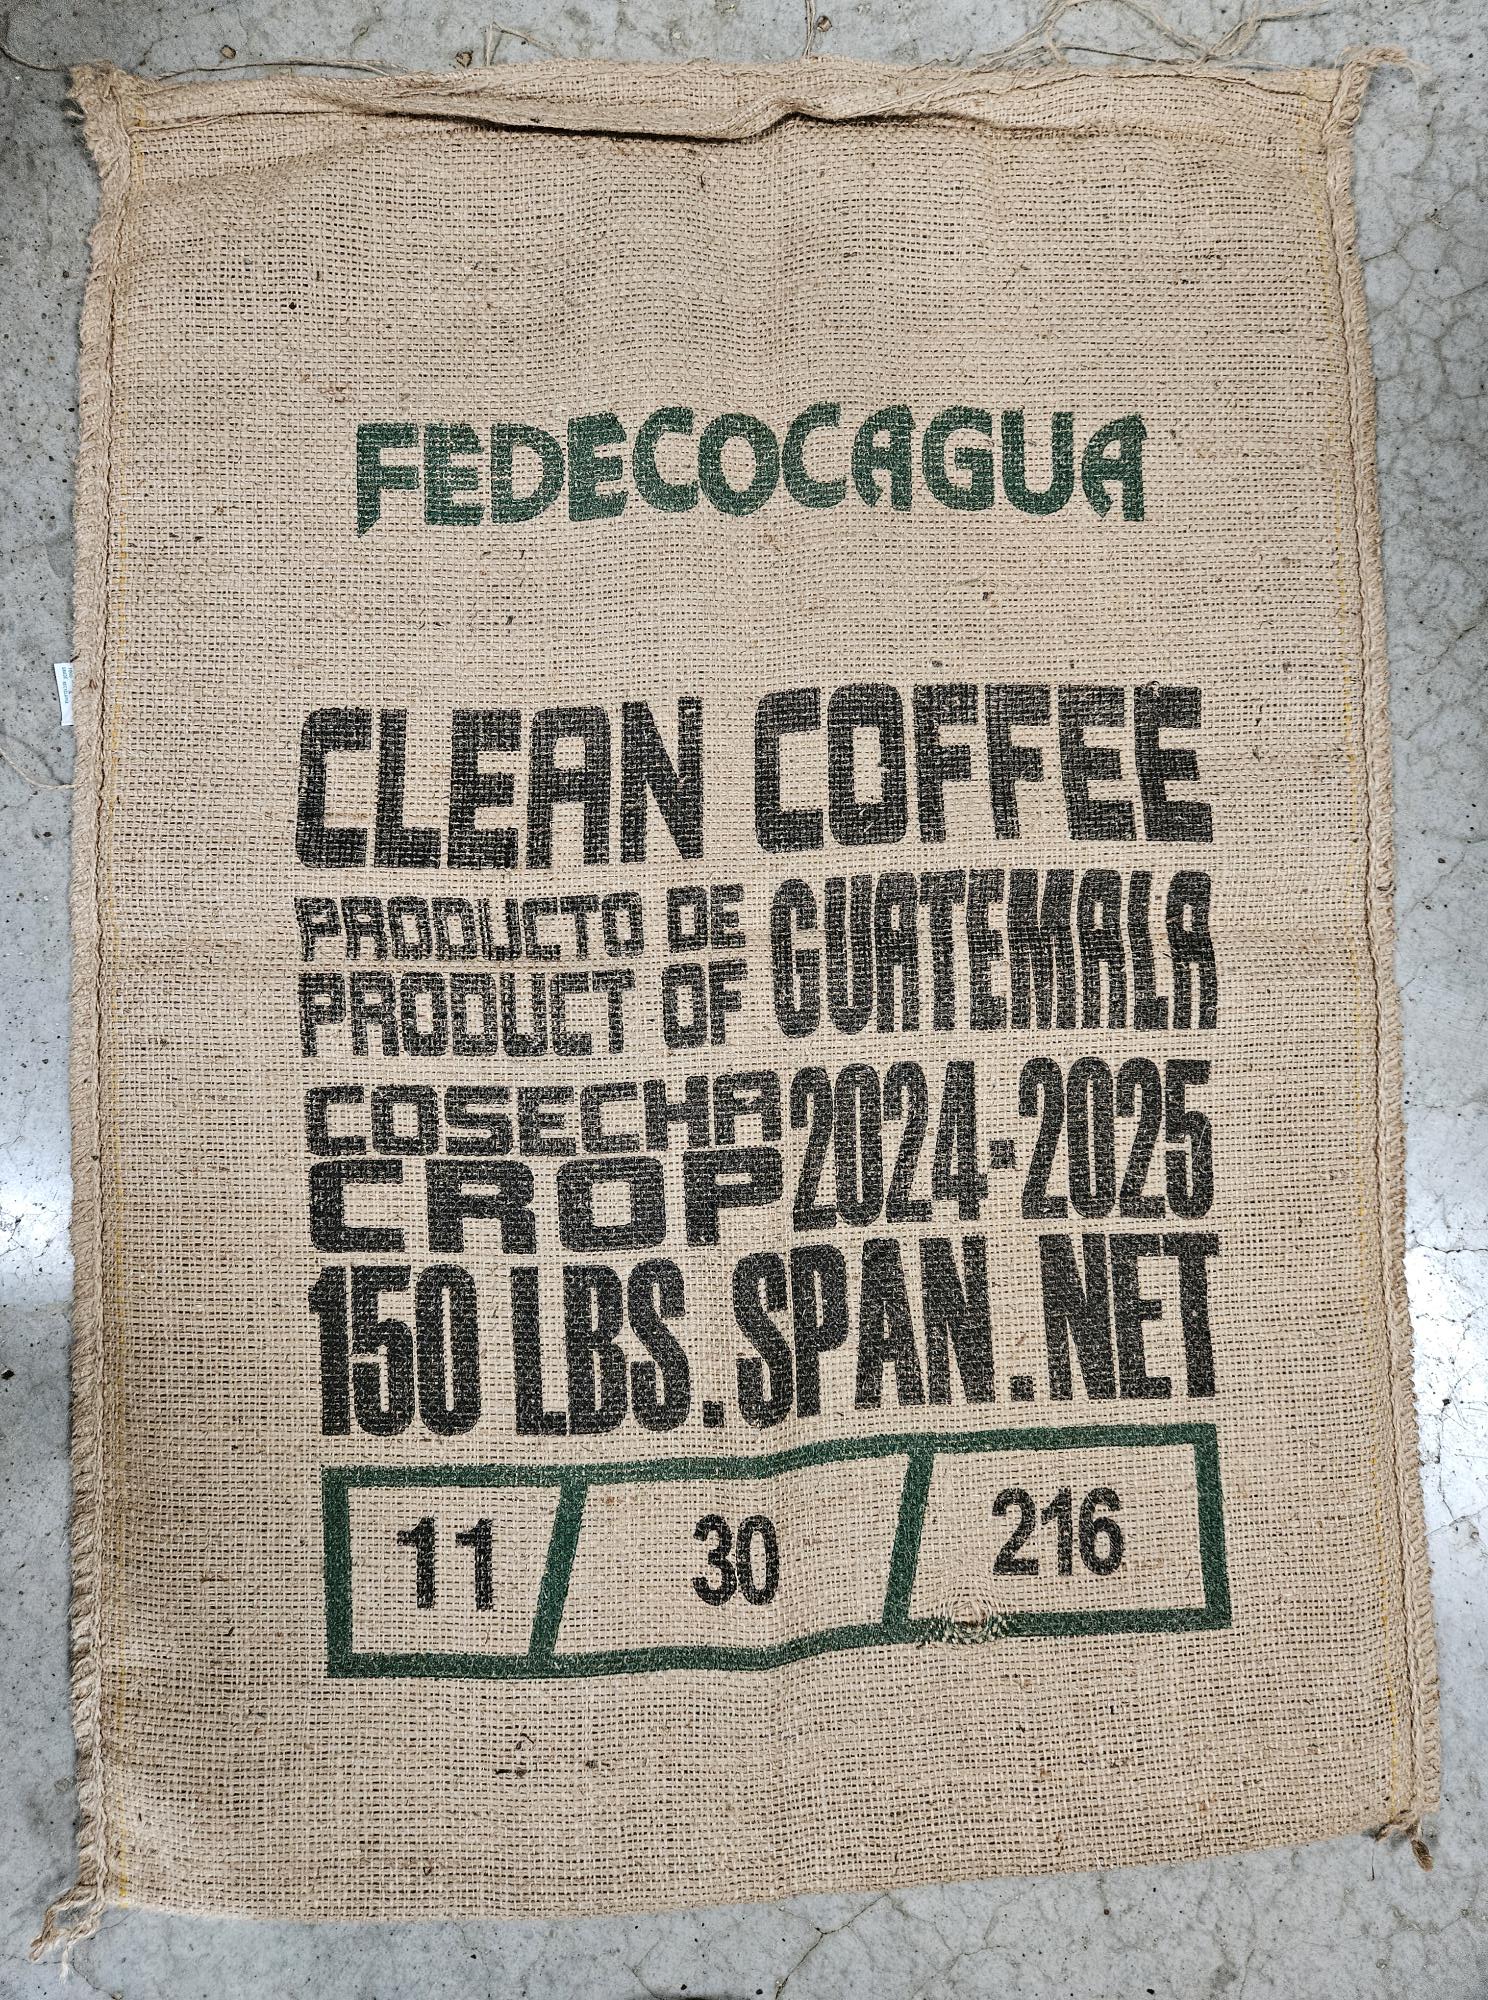 FEDECOCAGUA
CLEAN COFFEE
PRODUCTO DE
PRODUCT OF GUATEMALA
COSECHA
CROP 2024-2025
150 LBS. SPAN. NET
11 30 216